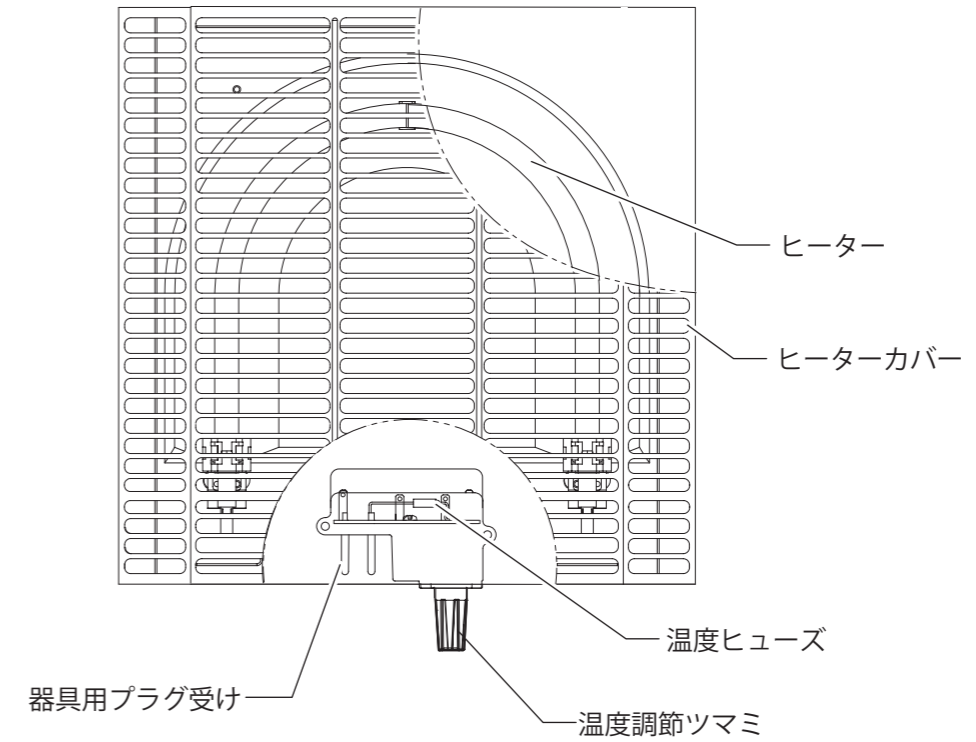 ヒーター
ヒーターカバー
温度ヒューズ
器具用プラグ受け
温度調節ツマミ